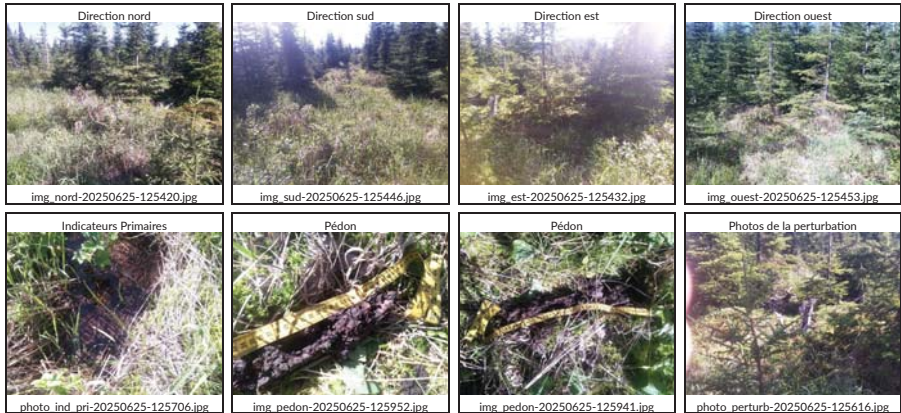 Direction nord
Direction sud
Direction est
Direction ouest
img_nord-20250625-125420.jpg
img_sud-20250625-125446.jpg
img_est-20250625-125432.jpg
img_ouest-20250625-125453.jpg
Indicateurs Primaires
Pédon
Pédon
Photos de la perturbation
photo_ind_pri-20250625-125706.jpg
img_pedon-20250625-125952.jpg
img_pedon-20250625-125941.jpg
photo_perturb-20250625-125616.jpg